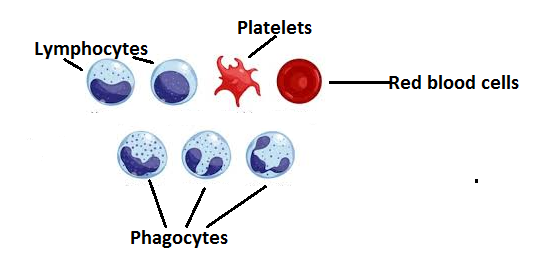 Platelets
Lymphocytes
Red blood cells
Phagocytes